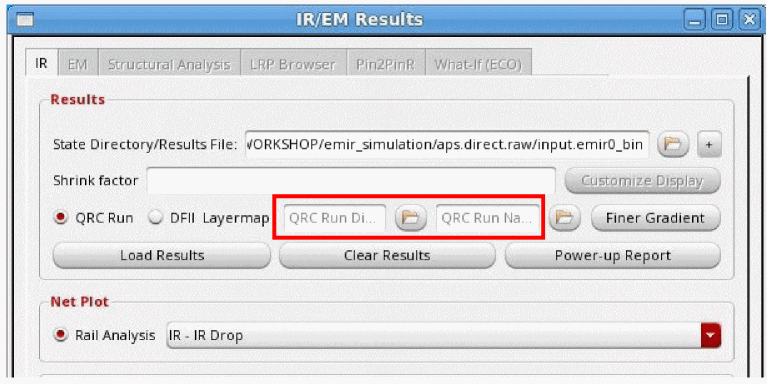 IR/EM Results
IR EM Structural Analysis LRP Browser Pin2PinR What-If (ECO)
Results
State Directory/Results File: /ORKSHOP/emir_simulation/aps.direct.raw/input.emir0_bin +
Shrink factor Customize Display
QRC Run DFII Layermap QRC Run Di... QRC Run Na... Finer Gradient
Load Results Clear Results Power-up Report
Net Plot
Rail Analysis IR - IR Drop